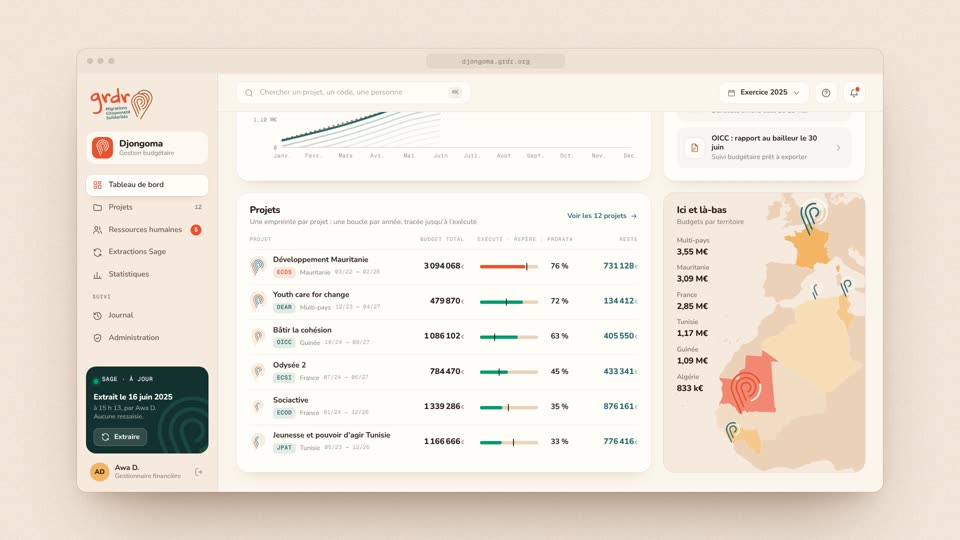 djongoma.grdr.org
grdr
Migrations
Citoyenneté
Solidarités
Chercher un projet, un code, une personne
⌘K
Exercice 2025
Djongoma
Gestion budgétaire
Tableau de bord
Projets 12
Ressources humaines 5
Extractions Sage
Statistiques
SUIVI
Journal
Administration
SAGE · À JOUR
Extrait le 16 juin 2025
à 15 h 13, par Awa D.
Aucune ressaisie.
Extraire
AD
Awa D.
Gestionnaire financière
1,10 M€
0
Janv. Févr. Mars Avr. Mai Juin Juil. Août Sept. Oct. Nov. Déc.
OICC : rapport au bailleur le 30
juin
Suivi budgétaire prêt à exporter
Projets
Une empreinte par projet : une boucle par année, tracée jusqu'à l'exécuté
Voir les 12 projets →
PROJET BUDGET TOTAL EXÉCUTÉ · REPÈRE : PRORATA RESTE
Développement Mauritanie
ECOS Mauritanie 03/22 → 02/26
3 094 068 € 76 % 731 128 €
Youth care for change
DEAR Multi-pays 12/23 → 04/27
479 870 € 72 % 134 412 €
Bâtir la cohésion
OICC Guinée 10/24 → 09/27
1 086 102 € 63 % 405 550 €
Odysée 2
ECSI France 07/24 → 06/27
784 470 € 45 % 433 341 €
Sociactive
ECOD France 01/24 → 12/26
1 339 286 € 35 % 876 161 €
Jeunesse et pouvoir d'agir Tunisie
JPAT Tunisie 05/23 → 12/26
1 166 666 € 33 % 776 416 €
Ici et là-bas
Budgets par territoire
Multi-pays
3,55 M€
Mauritanie
3,09 M€
France
2,85 M€
Tunisie
1,17 M€
Guinée
1,09 M€
Algérie
833 k€